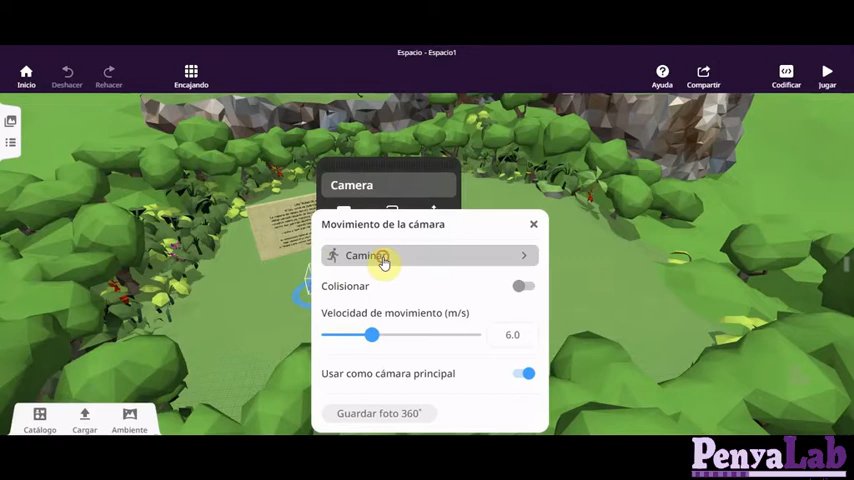 Espacio - Espacio1
Inicio
Deshacer
Rehacer
Encajando
Ayuda
Compartir
Codificar
Jugar
Camera
Movimiento de la cámara
Colisionar
Velocidad de movimiento (m/s)
6.0
Usar como cámara principal
Guardar foto 360°
Catálogo
Cargar
Ambiente
PenyaLab